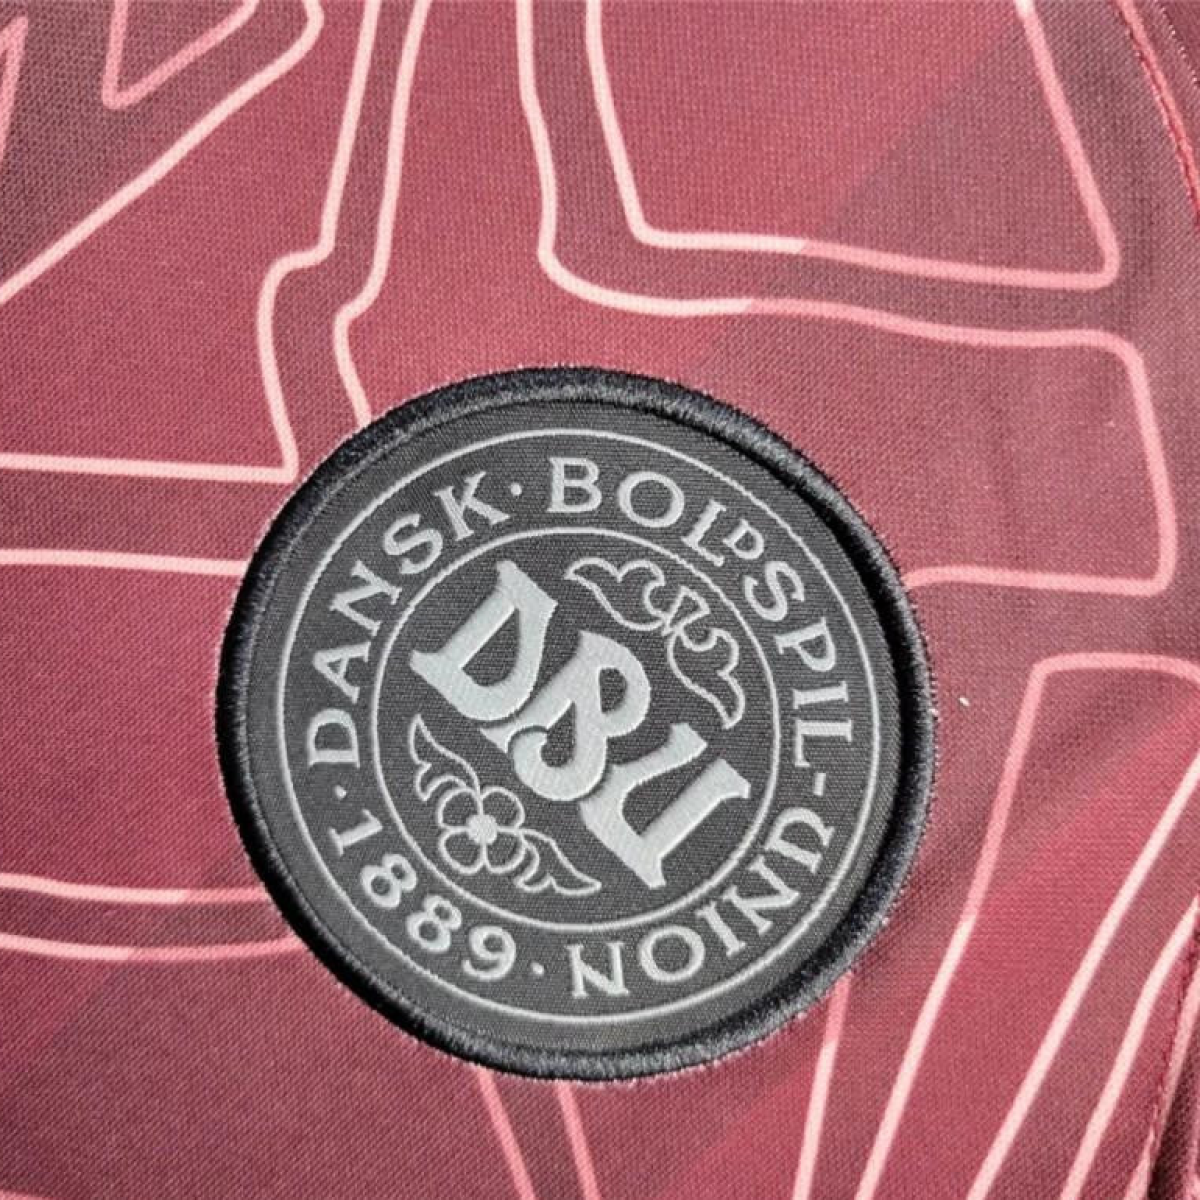 DANSK · BOLDSPIL-UNION · 1889 ·
DBU